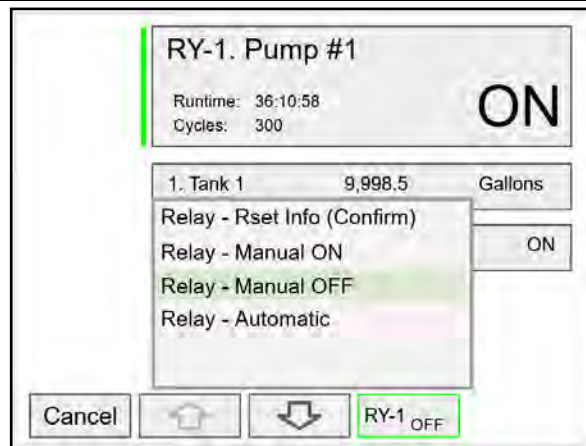 RY-1. Pump #1
Runtime: 36:10:58
Cycles: 300
ON
1. Tank 1 9,998.5 Gallons
ON
Relay - Rset Info (Confirm)
Relay - Manual ON
Relay - Manual OFF
Relay - Automatic
Cancel
RY-1 OFF